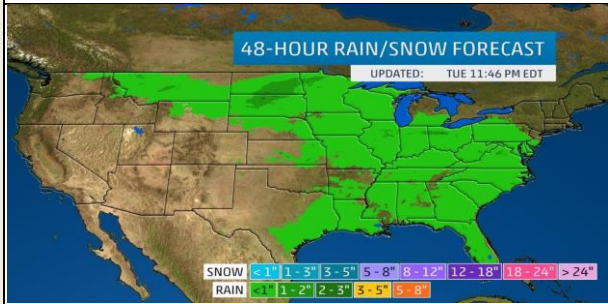 48-HOUR RAIN/SNOW FORECAST
UPDATED: TUE 11:46 PM EDT
SNOW < 1" 1 - 3" 3 - 5" 5 - 8" 8 - 12" 12 - 18" 18 - 24" > 24"
RAIN <1" 1 - 2" 2 - 3" 3 - 5" 5 - 8"